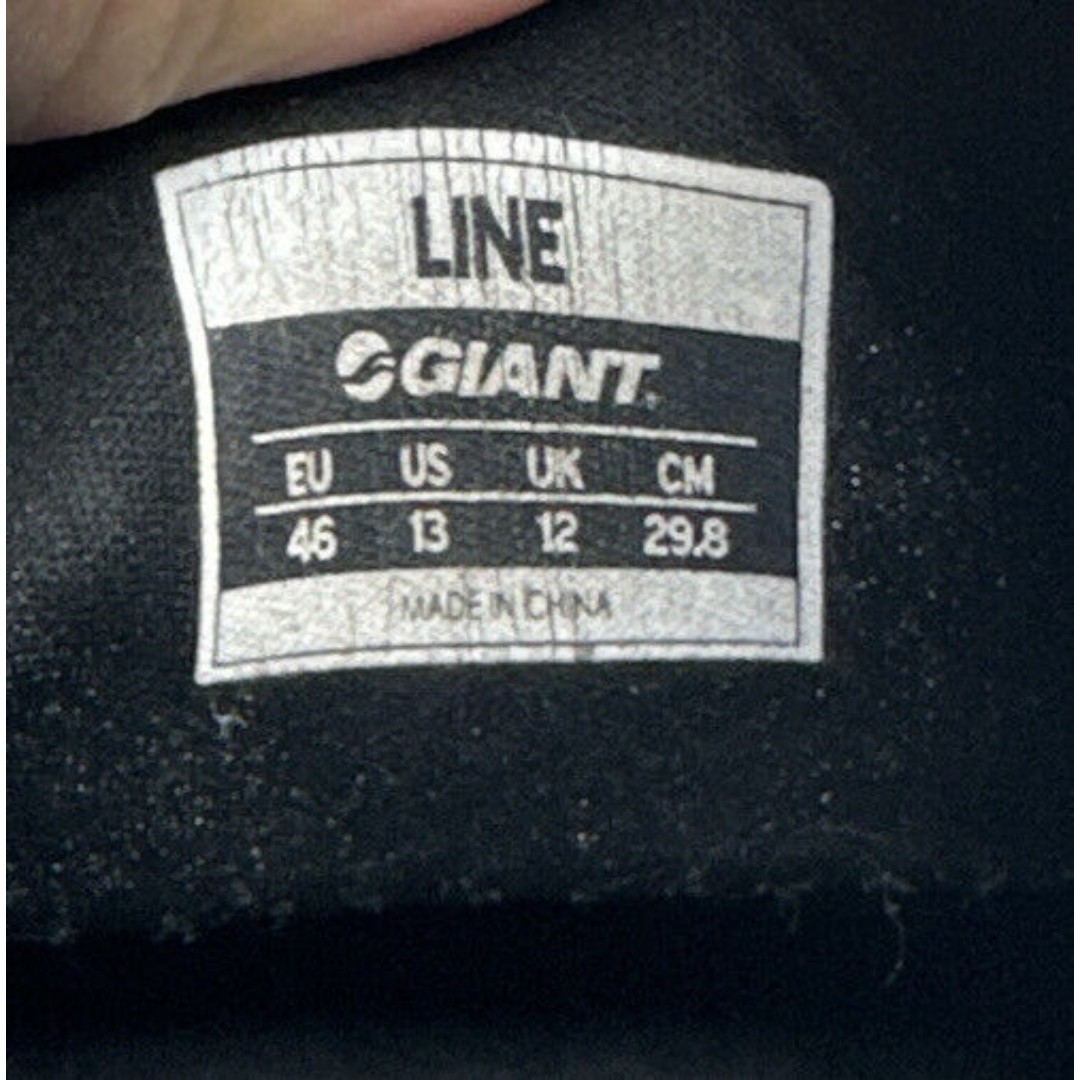 LINE
GIANT
EU US UK CM
46 13 12 29.8
MADE IN CHINA